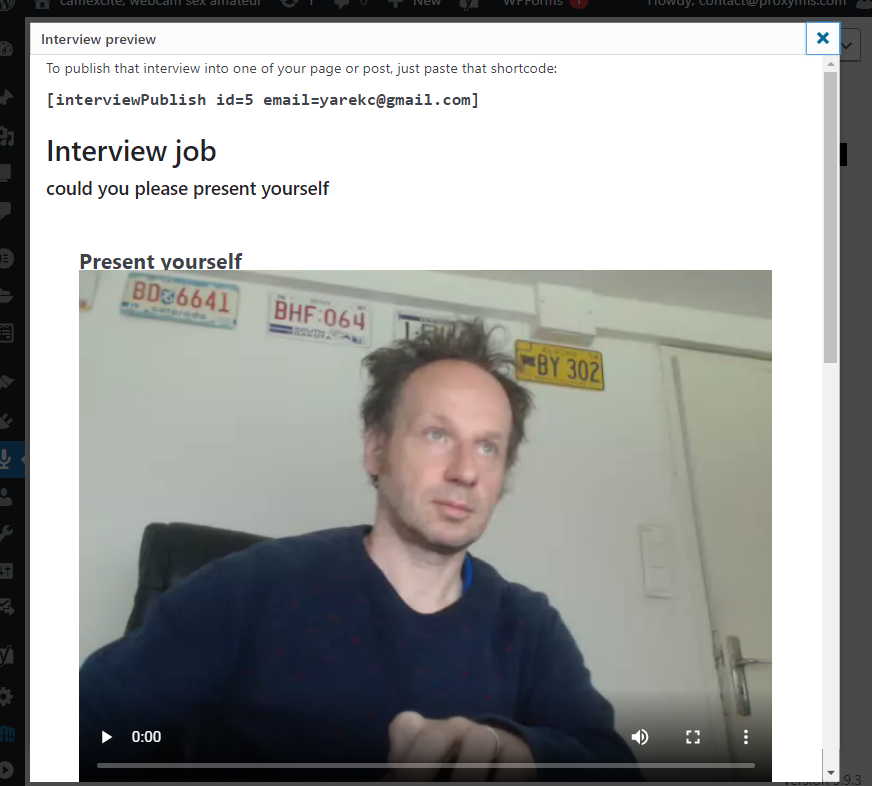 camexcite, webcam sex amateur 1 0 New WPForms 1 Howdy, contact@proxymis.com
Interview preview
To publish that interview into one of your page or post, just paste that shortcode:
[interviewPublish id=5 email=yarekc@gmail.com]
Interview job
could you please present yourself
Present yourself
BD 6641
colorado
BHF 064
SOUTH DAKOTA
BY 302
0:00
Version 5.9.3